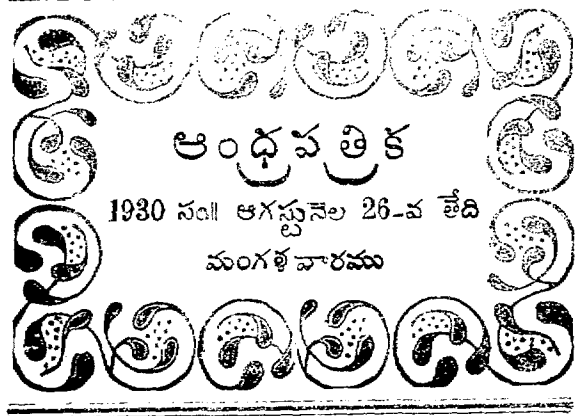 ఆంధ్రపత్రిక
1930 సం॥ ఆగస్టునెల 26-వ తేది
మంగళవారము